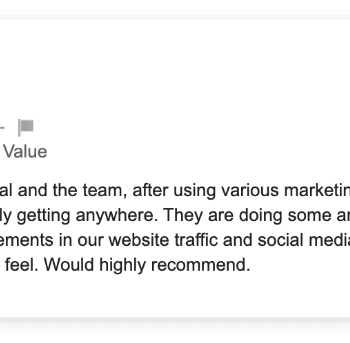 Value
al and the team, after using various marketin
ly getting anywhere. They are doing some a
ements in our website traffic and social medi
feel. Would highly recommend.